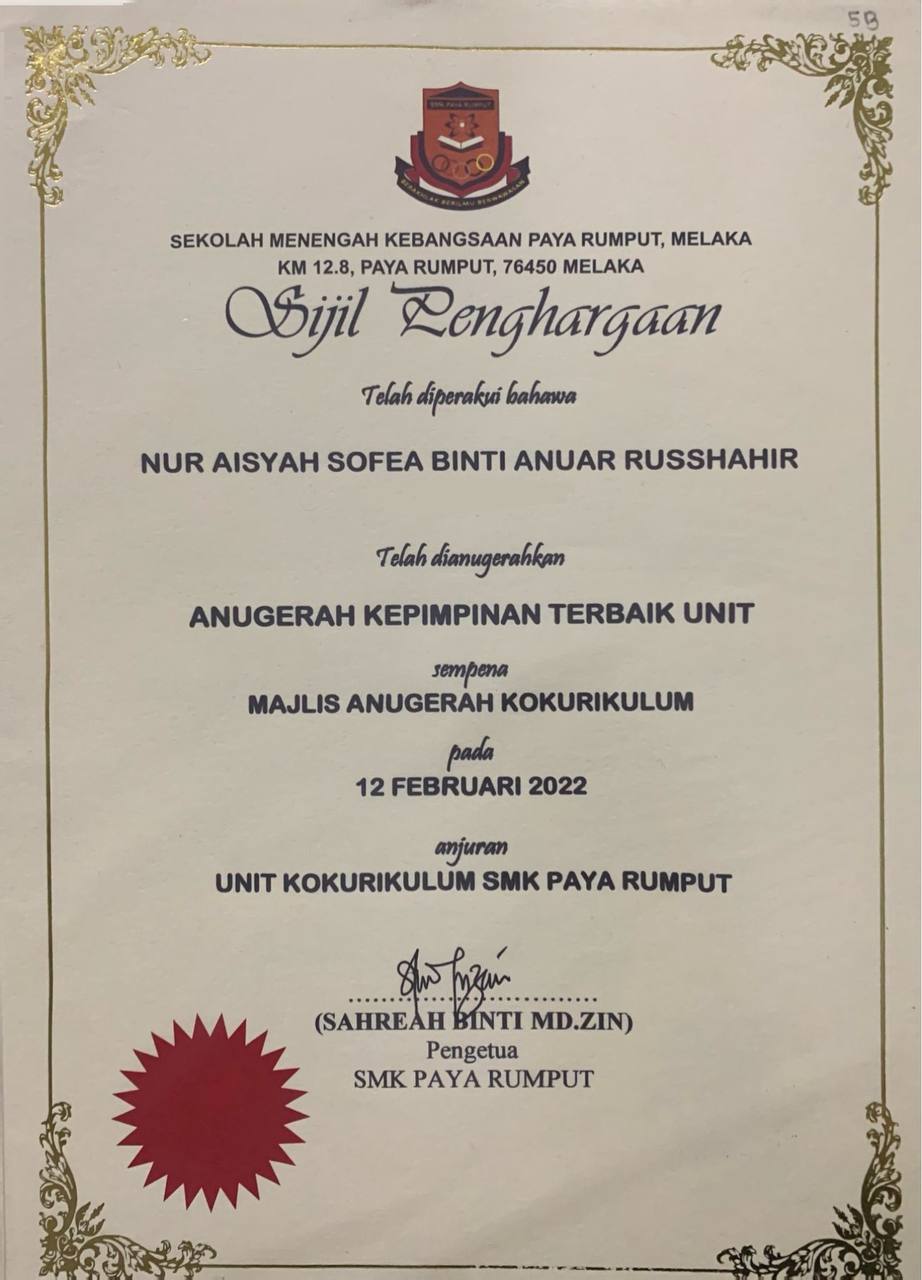 5B
SMK PAYA RUMPUT
BERAKHLAK BERILMU BERWAWASAN
SEKOLAH MENENGAH KEBANGSAAN PAYA RUMPUT, MELAKA
KM 12.8, PAYA RUMPUT, 76450 MELAKA
Sijil Penghargaan
Telah diperakui bahawa
NUR AISYAH SOFEA BINTI ANUAR RUSSHAHIR
Telah dianugerahkan
ANUGERAH KEPIMPINAN TERBAIK UNIT
sempena
MAJLIS ANUGERAH KOKURIKULUM
pada
12 FEBRUARI 2022
anjuran
UNIT KOKURIKULUM SMK PAYA RUMPUT
(SAHREAH BINTI MD.ZIN)
Pengetua
SMK PAYA RUMPUT